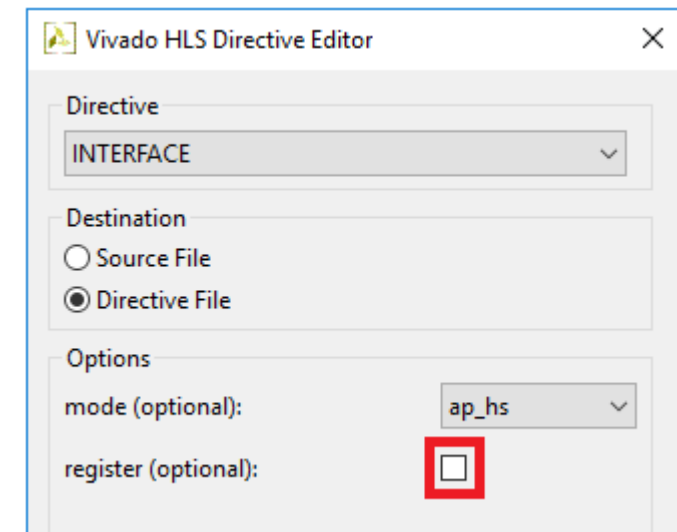 Vivado HLS Directive Editor
Directive
INTERFACE
Destination
Source File
Directive File
Options
mode (optional): ap_hs
register (optional):